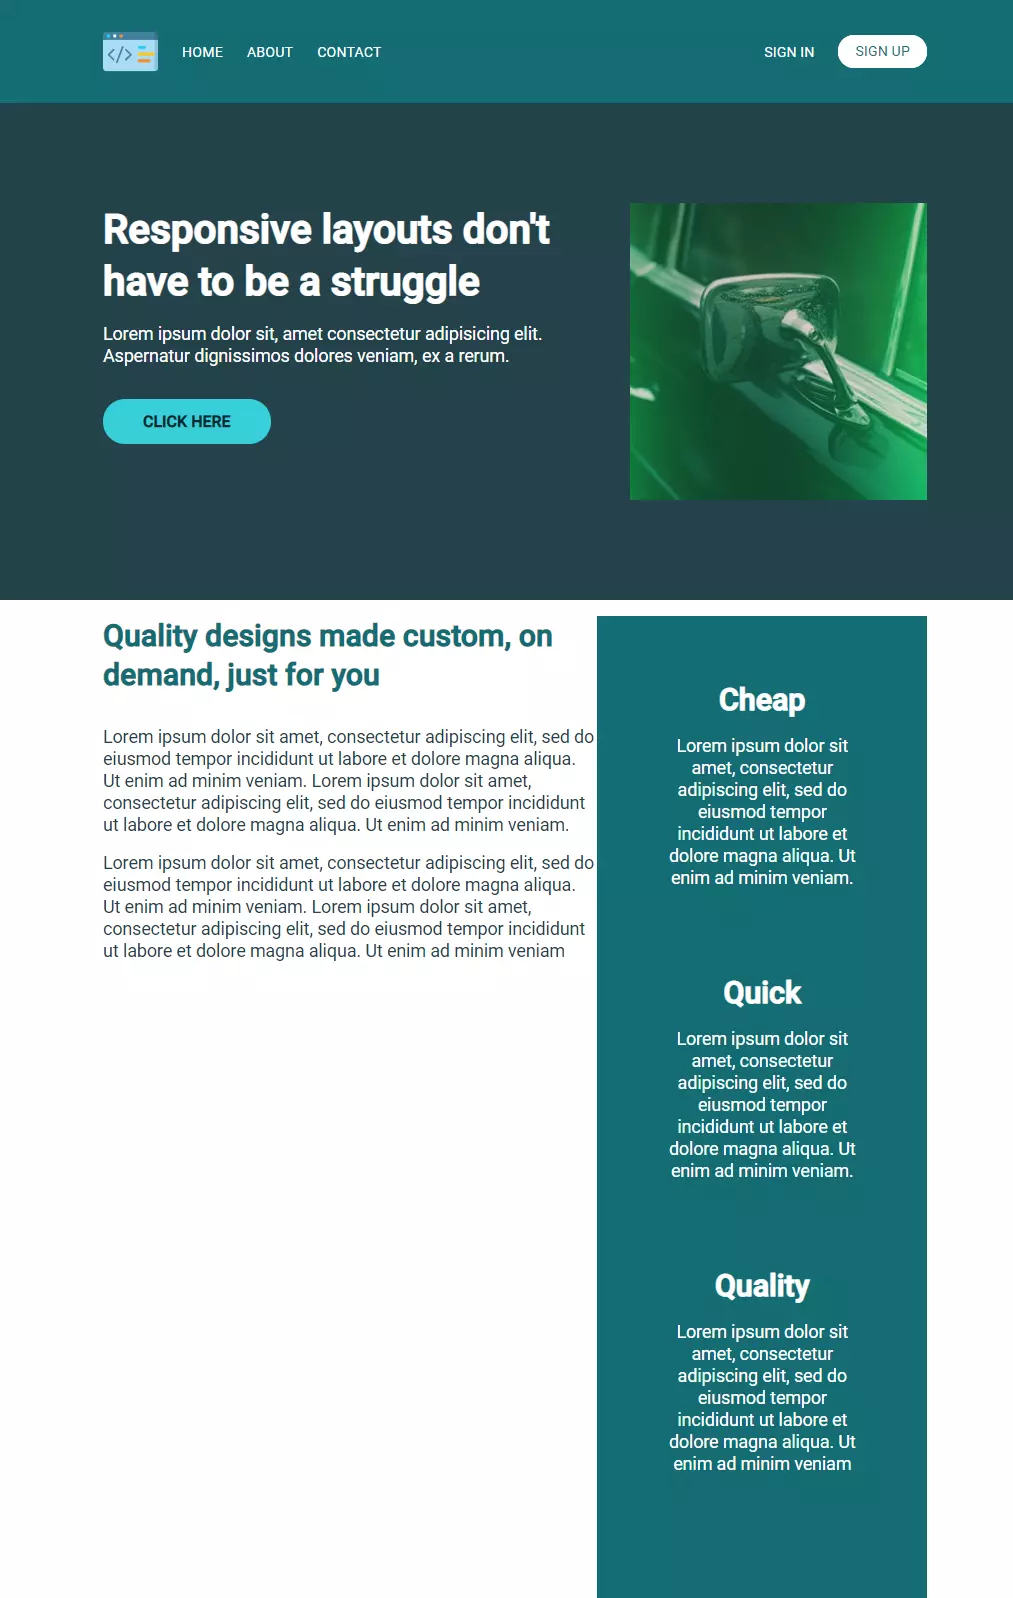 </>
HOME ABOUT CONTACT SIGN IN SIGN UP
Responsive layouts don't
have to be a struggle
Lorem ipsum dolor sit, amet consectetur adipisicing elit.
Aspernatur dignissimos dolores veniam, ex a rerum.
CLICK HERE
Quality designs made custom, on
demand, just for you
Lorem ipsum dolor sit amet, consectetur adipiscing elit, sed do
eiusmod tempor incididunt ut labore et dolore magna aliqua.
Ut enim ad minim veniam. Lorem ipsum dolor sit amet,
consectetur adipiscing elit, sed do eiusmod tempor incididunt
ut labore et dolore magna aliqua. Ut enim ad minim veniam.
Lorem ipsum dolor sit amet, consectetur adipiscing elit, sed do
eiusmod tempor incididunt ut labore et dolore magna aliqua.
Ut enim ad minim veniam. Lorem ipsum dolor sit amet,
consectetur adipiscing elit, sed do eiusmod tempor incididunt
ut labore et dolore magna aliqua. Ut enim ad minim veniam
Cheap
Lorem ipsum dolor sit
amet, consectetur
adipiscing elit, sed do
eiusmod tempor
incididunt ut labore et
dolore magna aliqua. Ut
enim ad minim veniam.
Quick
Lorem ipsum dolor sit
amet, consectetur
adipiscing elit, sed do
eiusmod tempor
incididunt ut labore et
dolore magna aliqua. Ut
enim ad minim veniam.
Quality
Lorem ipsum dolor sit
amet, consectetur
adipiscing elit, sed do
eiusmod tempor
incididunt ut labore et
dolore magna aliqua. Ut
enim ad minim veniam